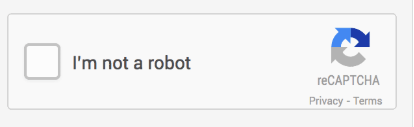 I'm not a robot
reCAPTCHA
Privacy - Terms